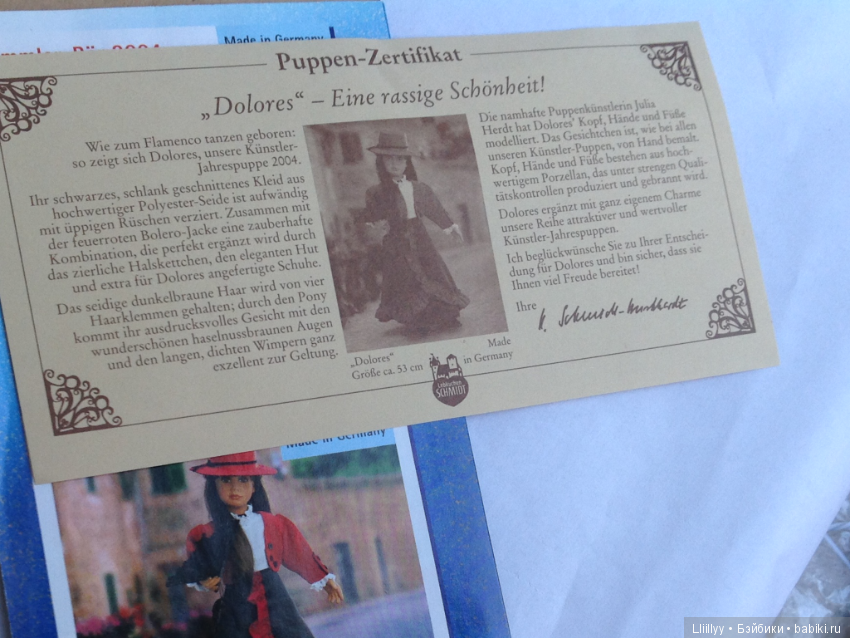 2004
Made in Germany
Puppen-Zertifikat
„Dolores“ – Eine rassige Schönheit!
Wie zum Flamenco tanzen geboren:
so zeigt sich Dolores, unsere Künstler-
Jahrespuppe 2004.
Ihr schwarzes, schlank geschnittenes Kleid aus
hochwertiger Polyester-Seide ist aufwändig
mit üppigen Rüschen verziert. Zusammen mit
der feuerroten Bolero-Jacke eine zauberhafte
Kombination, die perfekt ergänzt wird durch
das zierliche Halskettchen, den eleganten Hut
und extra für Dolores angefertigte Schuhe.
Das seidige dunkelbraune Haar wird von vier
Haarklemmen gehalten; durch den Pony
kommt ihr ausdrucksvolles Gesicht mit den
wunderschönen haselnussbraunen Augen
und den langen, dichten Wimpern ganz
exzellent zur Geltung.
„Dolores“
Größe ca. 53 cm
Made
in Germany
SCHMIDT
Die namhafte Puppenkünstlerin Julia
Herdt hat Dolores' Kopf, Hände und Füße
modelliert. Das Gesichtchen ist, wie bei allen
unseren Künstler-Puppen, von Hand bemalt.
Kopf, Hände und Füße bestehen aus hoch-
wertigem Porzellan, das unter strengen Quali-
tätskontrollen produziert und gebrannt wird.
Dolores ergänzt mit ganz eigenem Charme
unsere Reihe attraktiver und wertvoller
Künstler-Jahrespuppen.
Ich beglückwünsche Sie zu Ihrer Entschei-
dung für Dolores und bin sicher, dass sie
Ihnen viel Freude bereitet!
Ihre
Made in Germany
Lliillyy • Бэйбики • babiki.ru